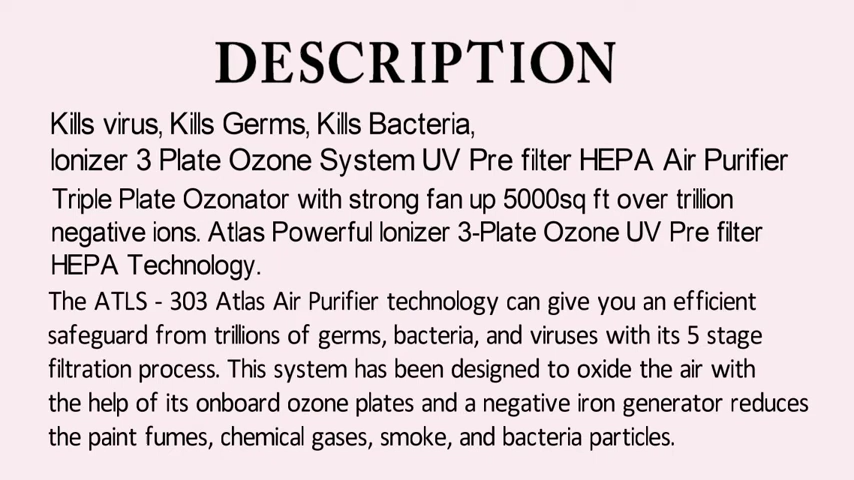 DESCRIPTION
Kills virus, Kills Germs, Kills Bacteria,
Ionizer 3 Plate Ozone System UV Pre filter HEPA Air Purifier
Triple Plate Ozonator with strong fan up 5000sq ft over trillion
negative ions. Atlas Powerful Ionizer 3-Plate Ozone UV Pre filter
HEPA Technology.
The ATLS - 303 Atlas Air Purifier technology can give you an efficient
safeguard from trillions of germs, bacteria, and viruses with its 5 stage
filtration process. This system has been designed to oxide the air with
the help of its onboard ozone plates and a negative iron generator reduces
the paint fumes, chemical gases, smoke, and bacteria particles.